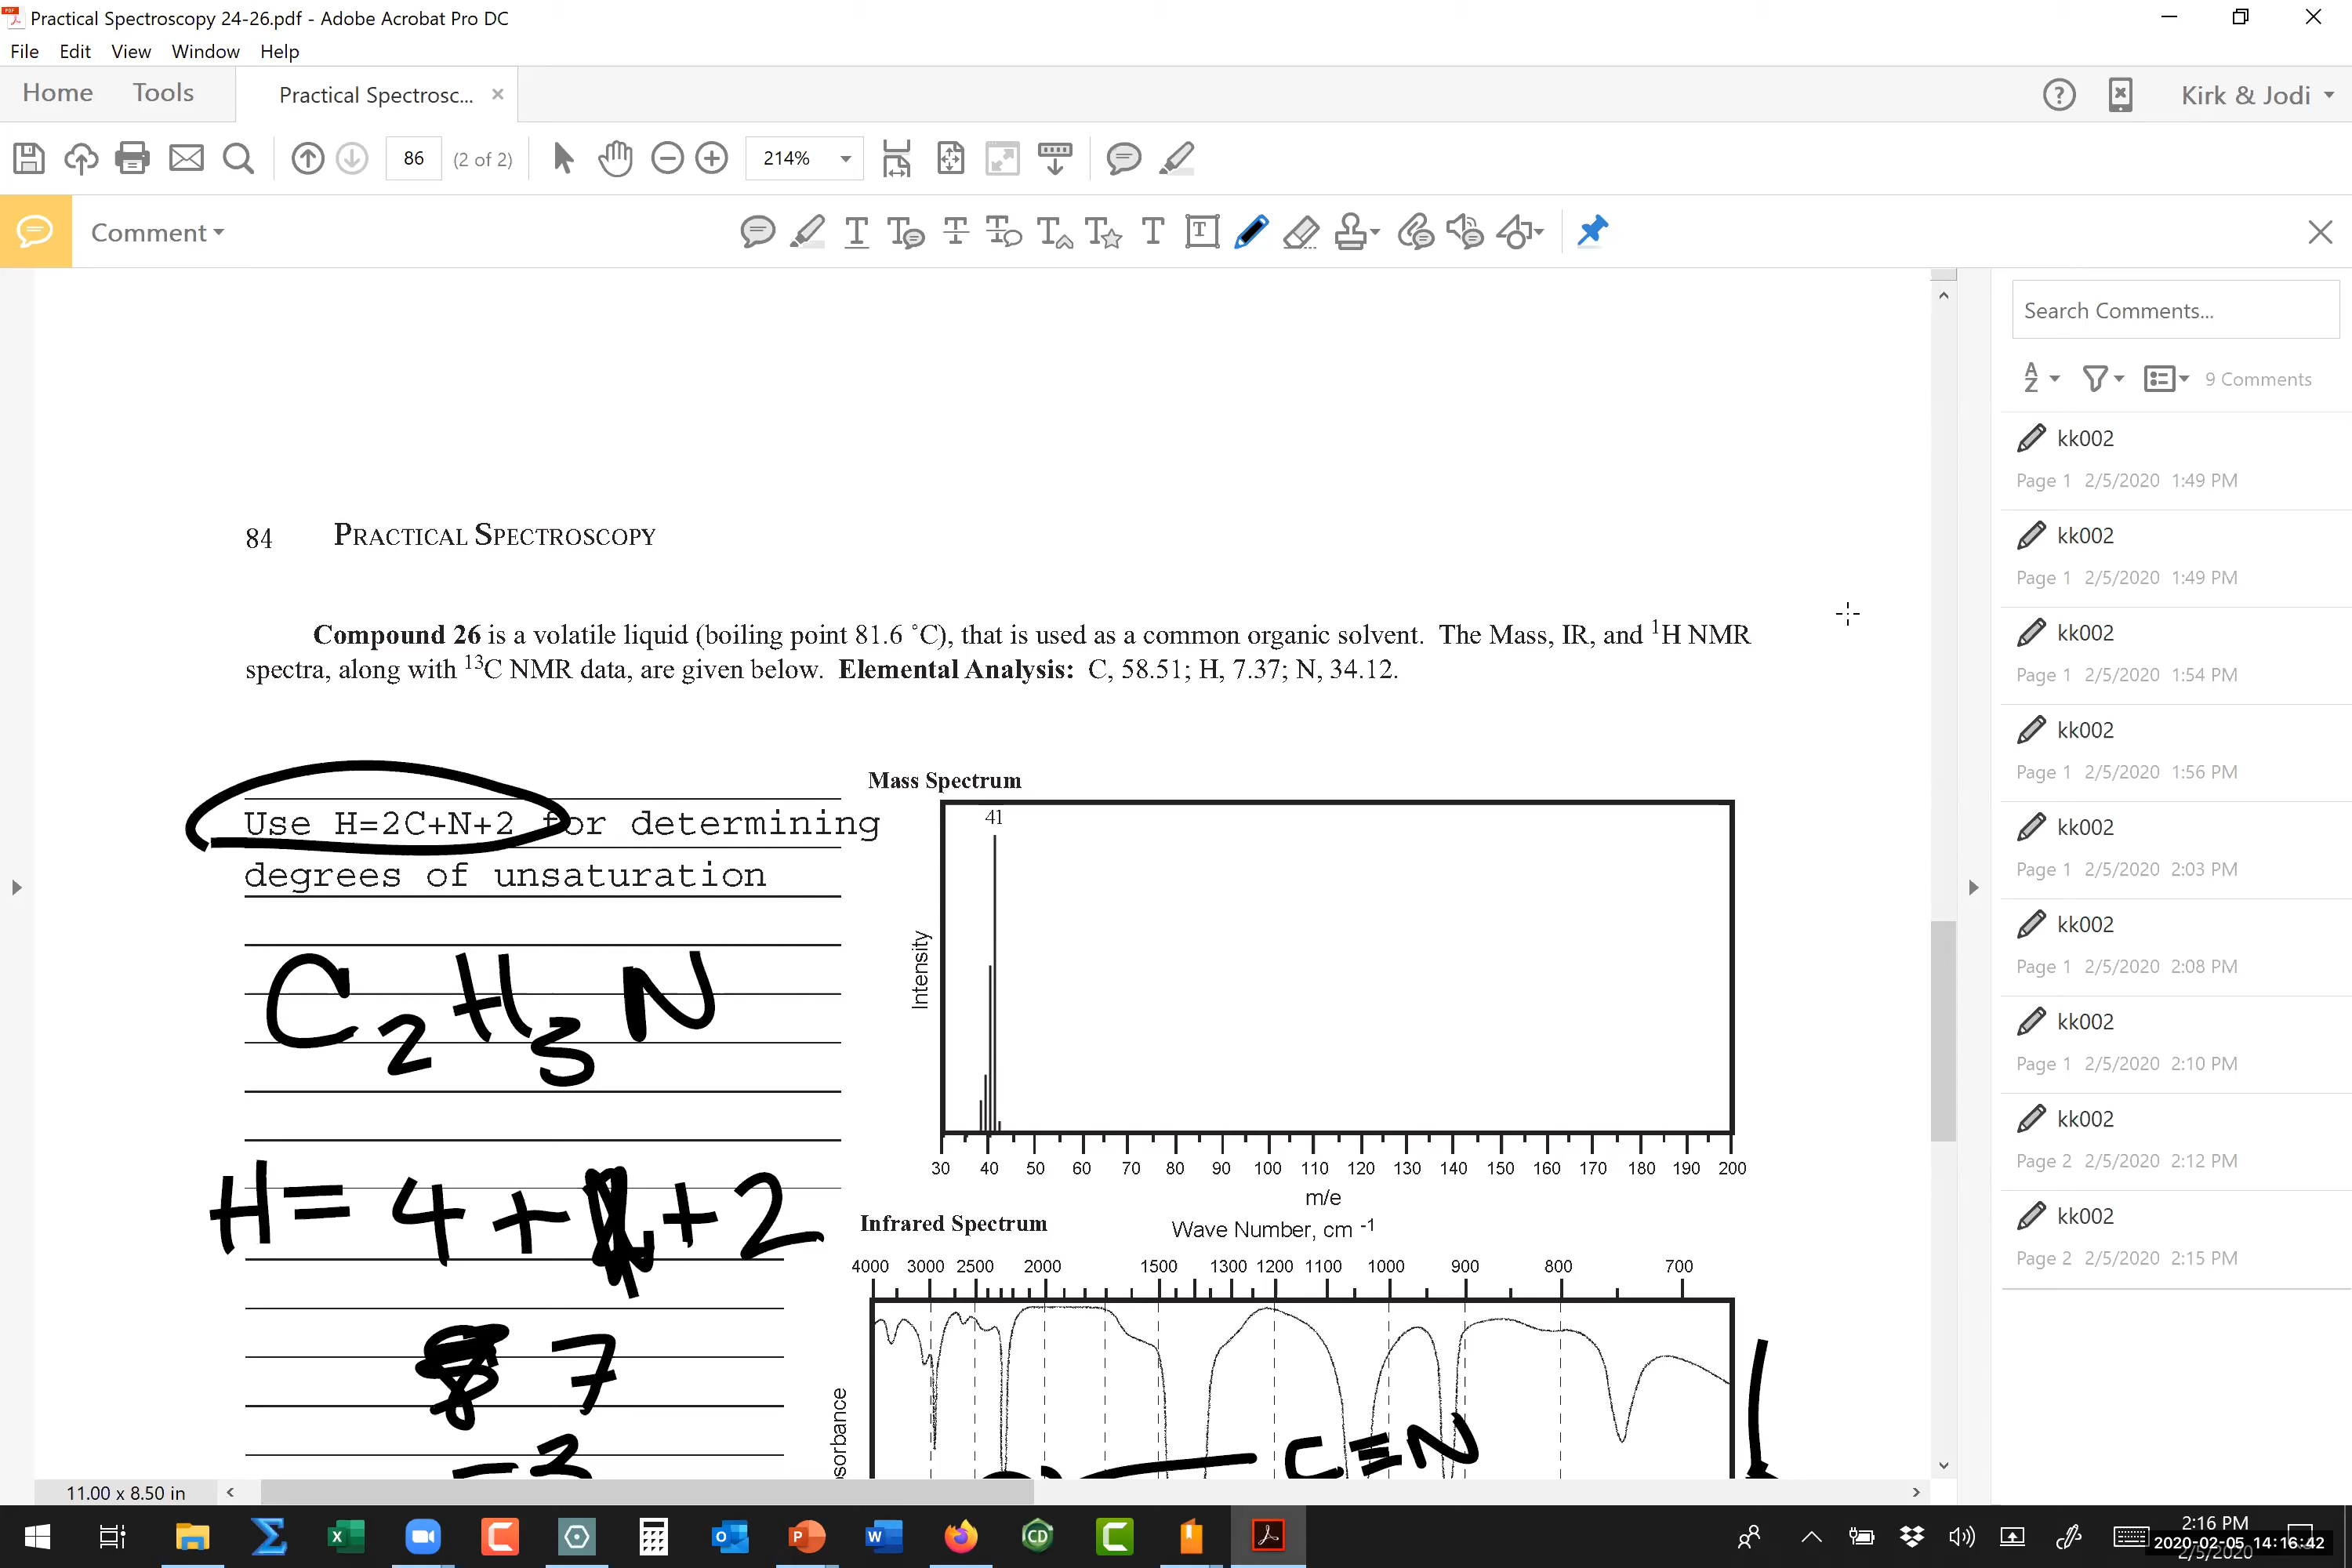 Practical Spectroscopy 24-26.pdf - Adobe Acrobat Pro DC
File Edit View Window Help
Home Tools Practical Spectrosc... × Kirk & Jodi
86 (2 of 2) 214%
Comment
Search Comments...
9 Comments
kk002
Page 1 2/5/2020 1:49 PM
kk002
Page 1 2/5/2020 1:49 PM
kk002
Page 1 2/5/2020 1:54 PM
kk002
Page 1 2/5/2020 1:56 PM
kk002
Page 1 2/5/2020 2:03 PM
kk002
Page 1 2/5/2020 2:08 PM
kk002
Page 1 2/5/2020 2:10 PM
kk002
Page 2 2/5/2020 2:12 PM
kk002
Page 2 2/5/2020 2:15 PM
84 PRACTICAL SPECTROSCOPY
Compound 26 is a volatile liquid (boiling point 81.6 ˚C), that is used as a common organic solvent. The Mass, IR, and ¹H NMR
spectra, along with ¹³C NMR data, are given below. Elemental Analysis: C, 58.51; H, 7.37; N, 34.12.
Use H=2C+N+2 for determining
degrees of unsaturation
C₂H₃N
H= 4+1+2
7
-3
Mass Spectrum
41
Intensity
30 40 50 60 70 80 90 100 110 120 130 140 150 160 170 180 190 200
m/e
Infrared Spectrum
Wave Number, cm -1
4000 3000 2500 2000 1500 1300 1200 1100 1000 900 800 700
sorbance
C≡N
11.00 x 8.50 in
2:16 PM
2020-02-05 14:16:42